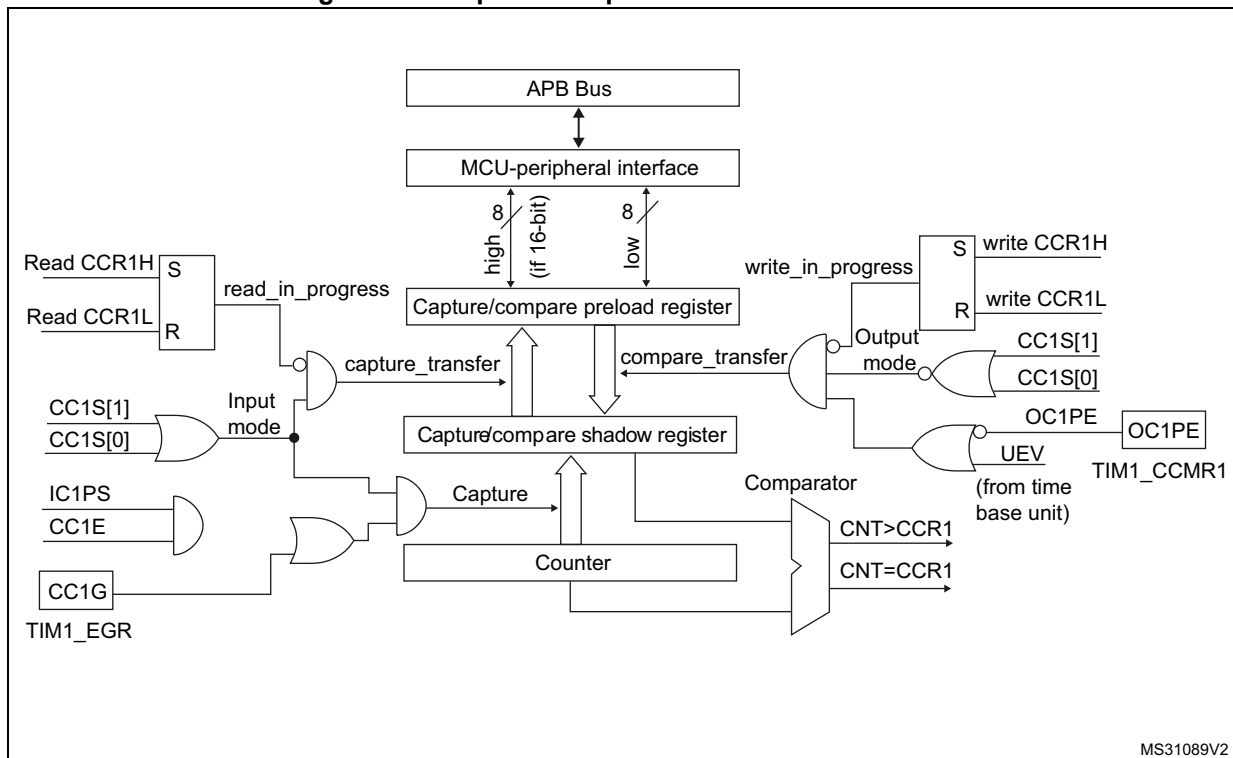 APB Bus
MCU-peripheral interface
8
high
(if 16-bit)
8
low
Read CCR1H
S
read_in_progress
Read CCR1L
R
write_in_progress
S
write CCR1H
R
write CCR1L
Capture/compare preload register
capture_transfer
compare_transfer
Output
mode
CC1S[1]
CC1S[0]
CC1S[1]
CC1S[0]
Input
mode
Capture/compare shadow register
OC1PE
OC1PE
UEV
TIM1_CCMR1
(from time
base unit)
IC1PS
CC1E
Capture
Comparator
CNT>CCR1
CNT=CCR1
Counter
CC1G
TIM1_EGR
MS31089V2